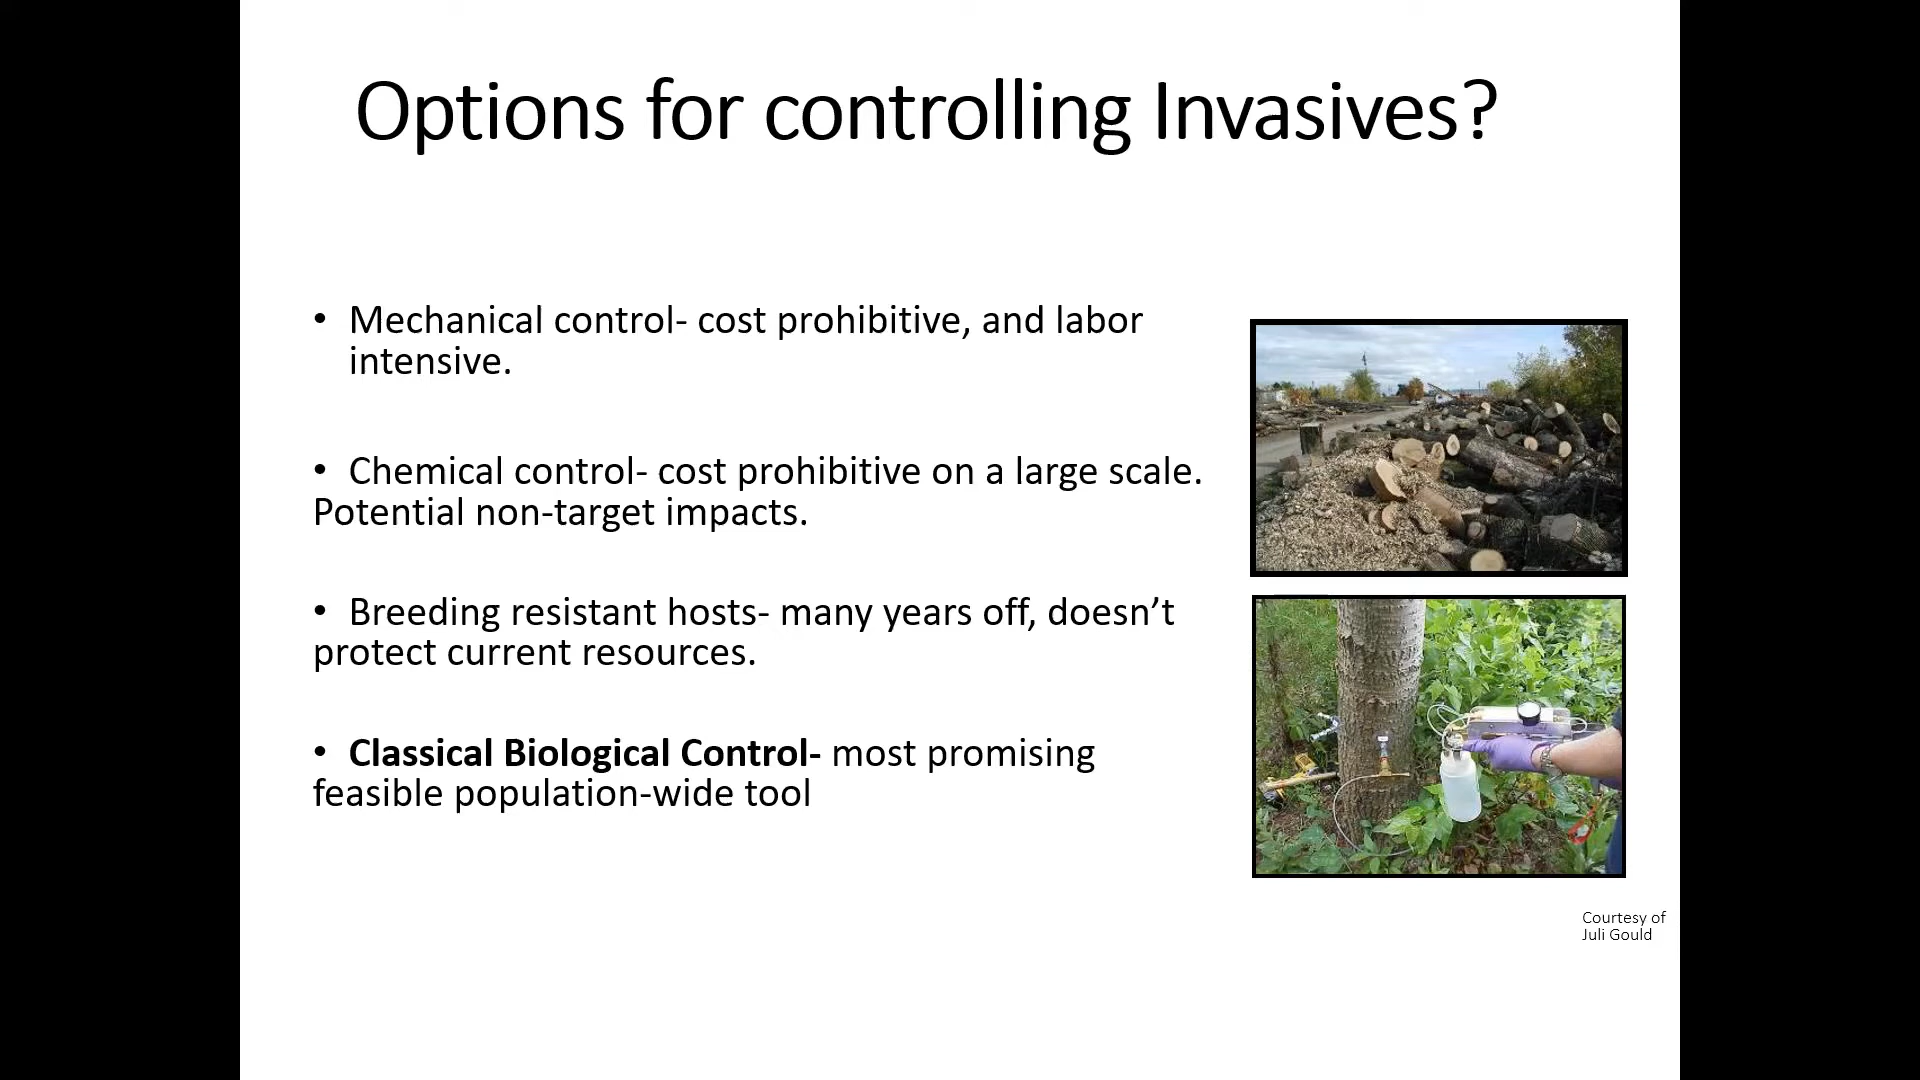 Options for controlling Invasives?
• Mechanical control- cost prohibitive, and labor
intensive.
• Chemical control- cost prohibitive on a large scale.
Potential non-target impacts.
• Breeding resistant hosts- many years off, doesn’t
protect current resources.
• Classical Biological Control- most promising
feasible population-wide tool
Courtesy of
Juli Gould